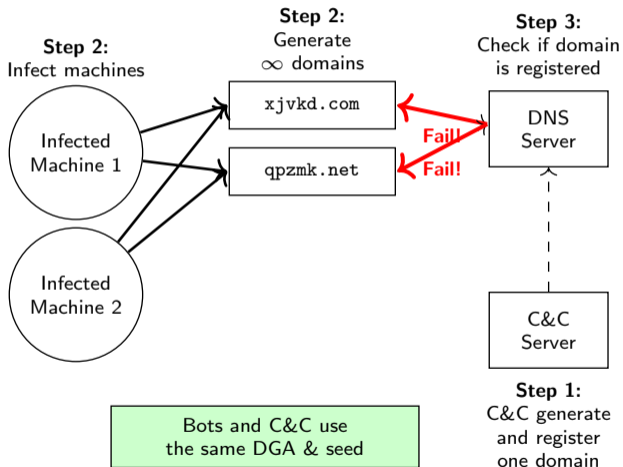 Step 2:
Infect machines
Step 2:
Generate
∞ domains
Step 3:
Check if domain
is registered
Infected
Machine 1
xjvkd.com
qpzmk.net
Fail!
Fail!
DNS
Server
Infected
Machine 2
C&C
Server
Step 1:
C&C generate
and register
one domain
Bots and C&C use
the same DGA & seed